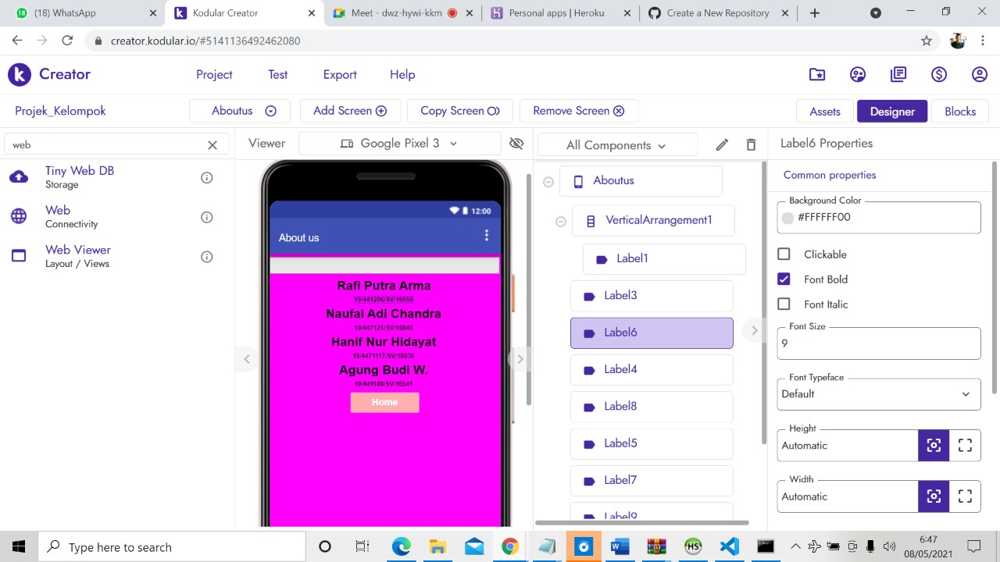 (18) WhatsApp
Kodular Creator
Meet - dwz-hywi-kkm
Personal apps | Heroku
Create a New Repository
creator.kodular.io/#5141136492462080
Creator
Project
Test
Export
Help
Projek_Kelompok
Aboutus
Add Screen
Copy Screen
Remove Screen
Assets
Designer
Blocks
web
Viewer
Google Pixel 3
All Components
Label6 Properties
Tiny Web DB
Storage
Web
Connectivity
Web Viewer
Layout / Views
12:00
About us
Rafi Putra Arma
19/441206/SV/16558
Naufal Adi Chandra
19/447121/SV/16840
Hanif Nur Hidayat
19/4471117/SV/16836
Agung Budi W.
19/441189/SV/16541
Home
Aboutus
VerticalArrangement1
Label1
Label3
Label6
Label4
Label8
Label5
Label7
Label9
Common properties
Background Color
#FFFFFF00
Clickable
Font Bold
Font Italic
Font Size
9
Font Typeface
Default
Height
Automatic
Width
Automatic
Type here to search
6:47
08/05/2021